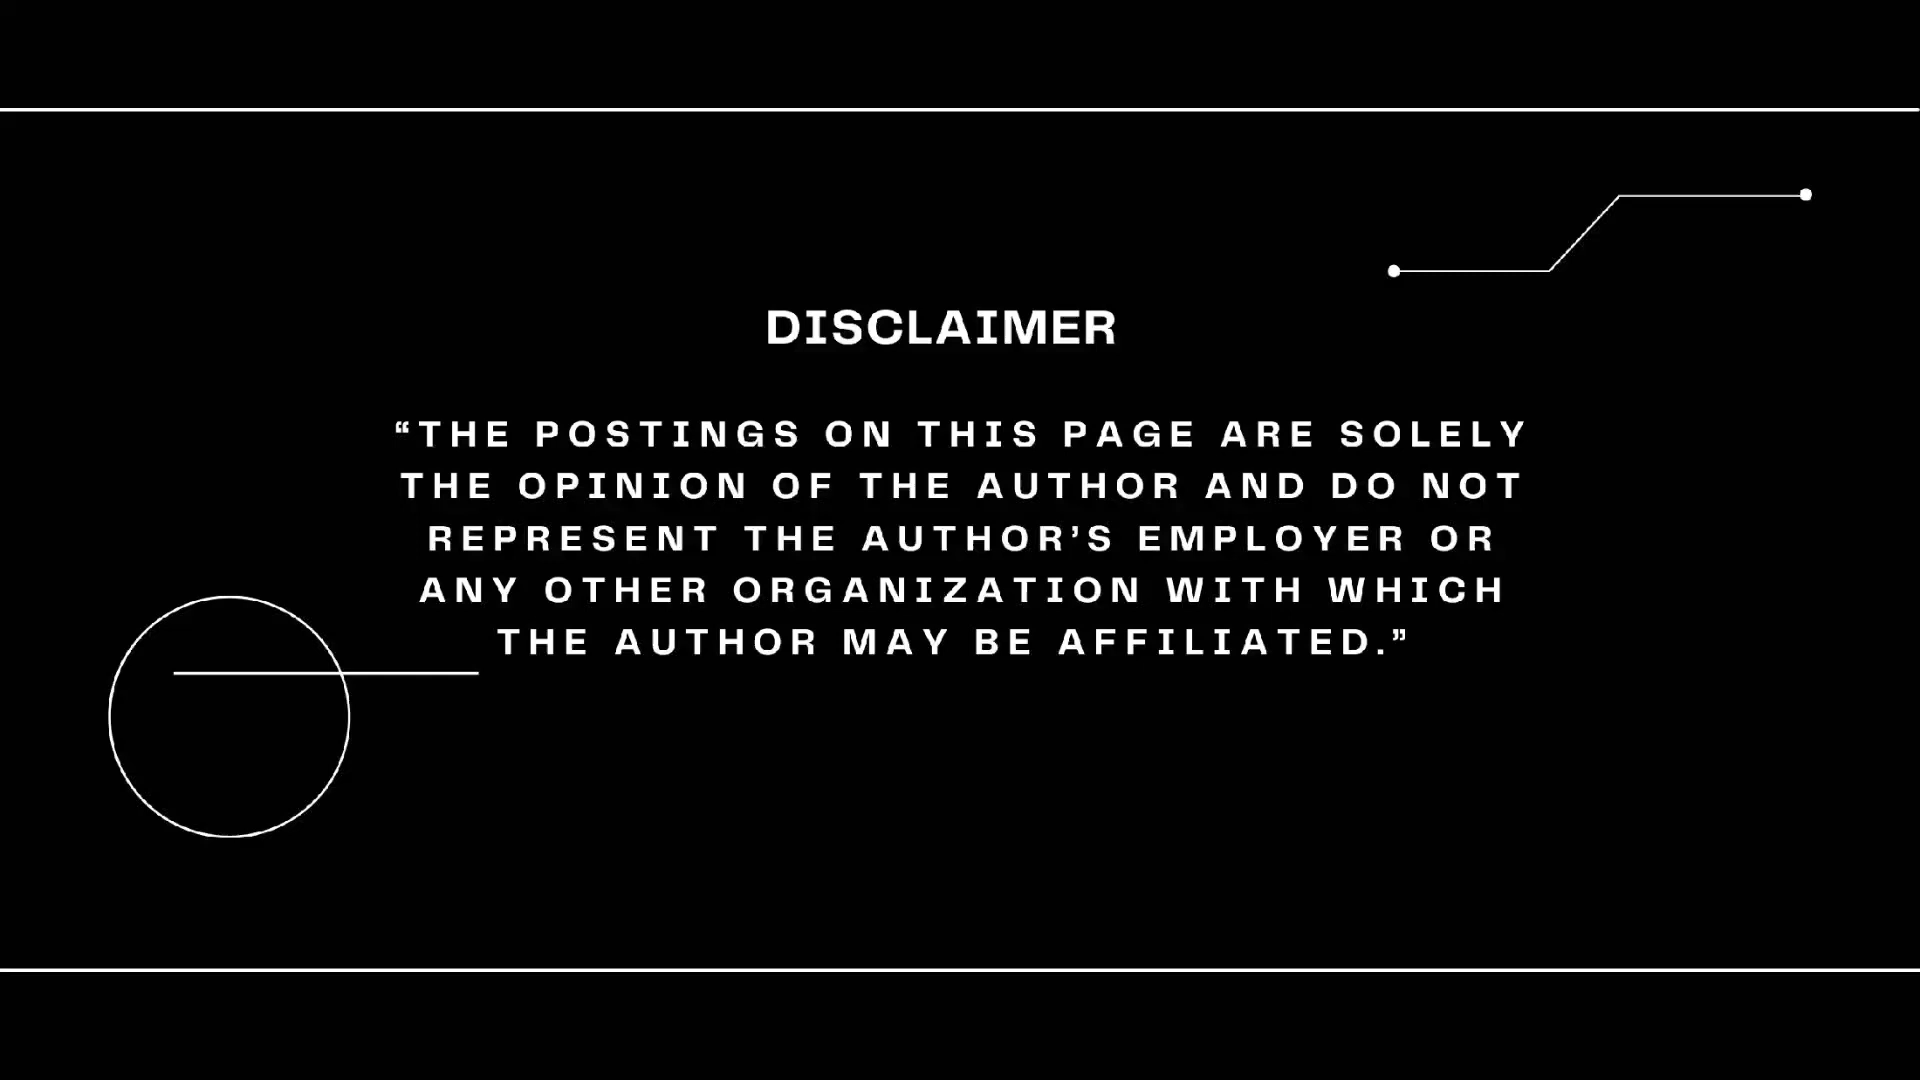 DISCLAIMER
“THE POSTINGS ON THIS PAGE ARE SOLELY
THE OPINION OF THE AUTHOR AND DO NOT
REPRESENT THE AUTHOR’S EMPLOYER OR
ANY OTHER ORGANIZATION WITH WHICH
THE AUTHOR MAY BE AFFILIATED.”